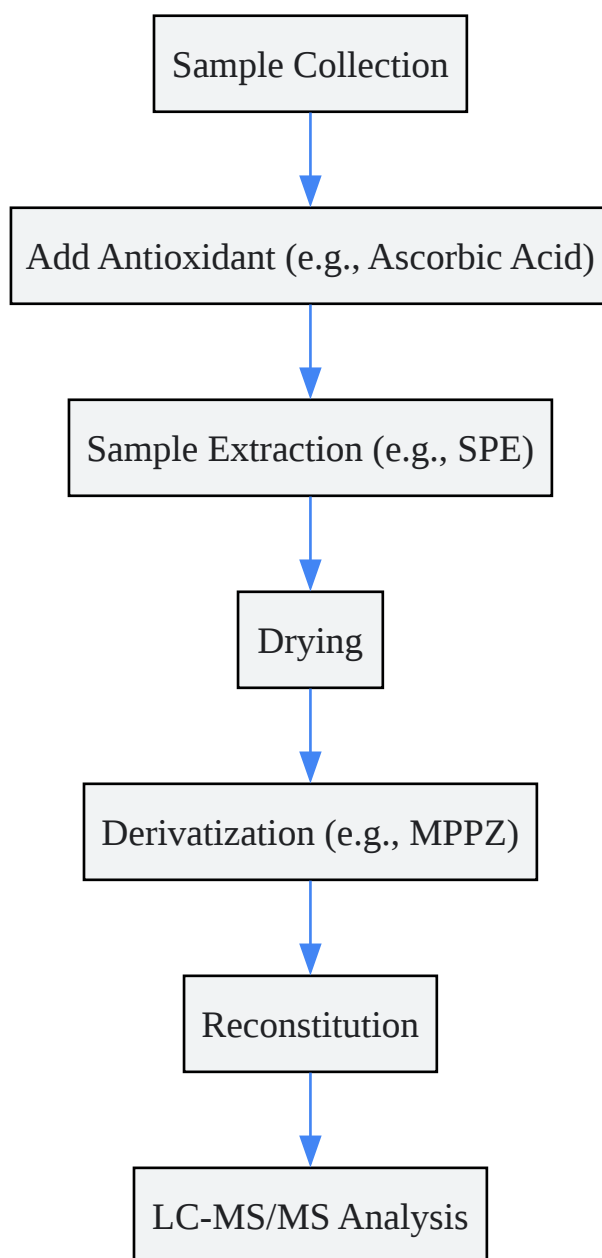 Sample Collection
Add Antioxidant (e.g., Ascorbic Acid)
Sample Extraction (e.g., SPE)
Drying
Derivatization (e.g., MPPZ)
Reconstitution
LC-MS/MS Analysis